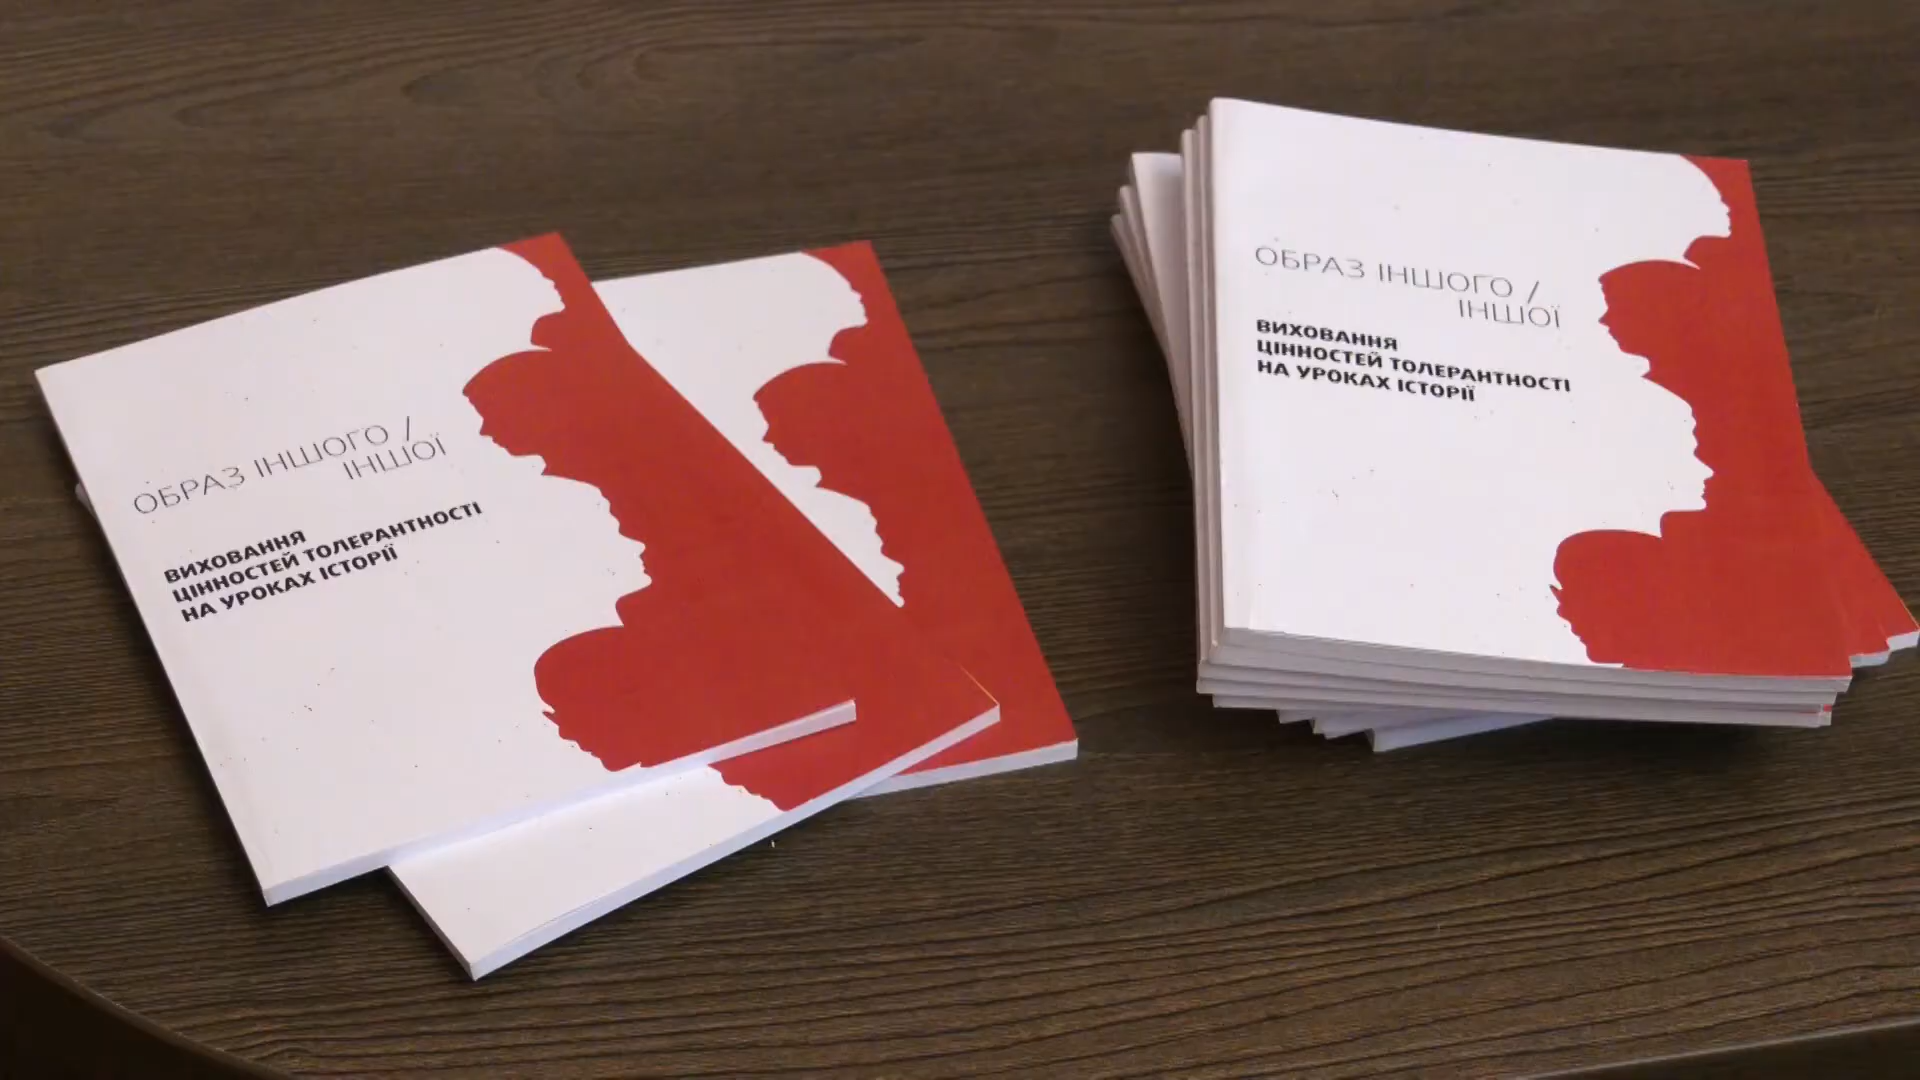 ОБРАЗ ІНШОГО /
ІНШОЇ
ВИХОВАННЯ
ЦІННОСТЕЙ ТОЛЕРАНТНОСТІ
НА УРОКАХ ІСТОРІЇ
ОБРАЗ ІНШОГО /
ІНШОЇ
ВИХОВАННЯ
ЦІННОСТЕЙ ТОЛЕРАНТНОСТІ
НА УРОКАХ ІСТОРІЇ